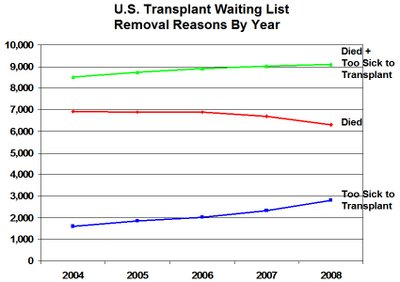 U.S. Transplant Waiting List
Removal Reasons By Year
10,000
9,000
8,000
7,000
6,000
5,000
4,000
3,000
2,000
1,000
0
Died +
Too Sick to
Transplant
Died
Too Sick to
Transplant
2004 2005 2006 2007 2008